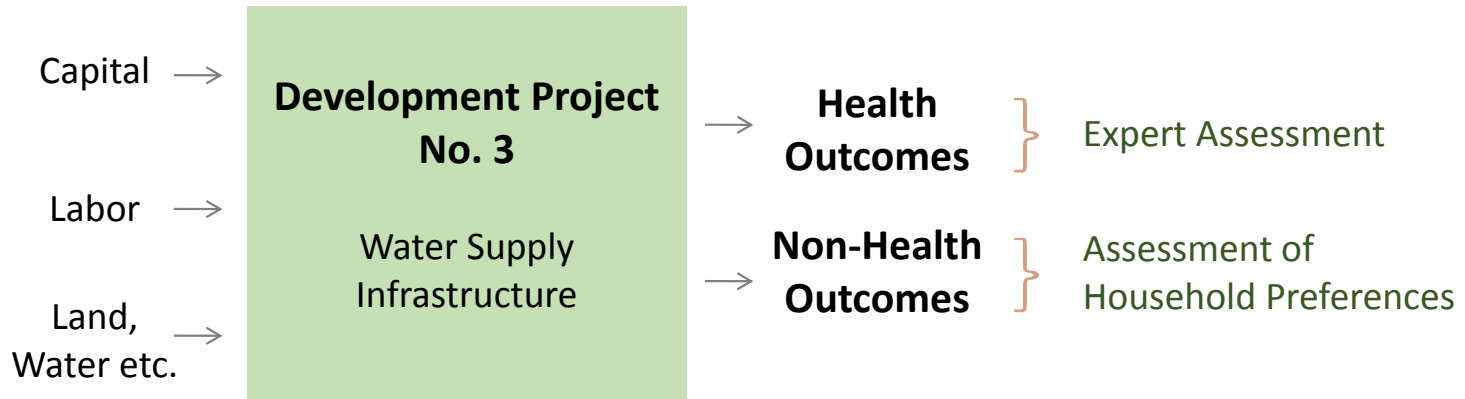 Capital
Labor
Land,
Water etc.
Development Project
No. 3
Water Supply
Infrastructure
Health
Outcomes
Non-Health
Outcomes
Expert Assessment
Assessment of
Household Preferences